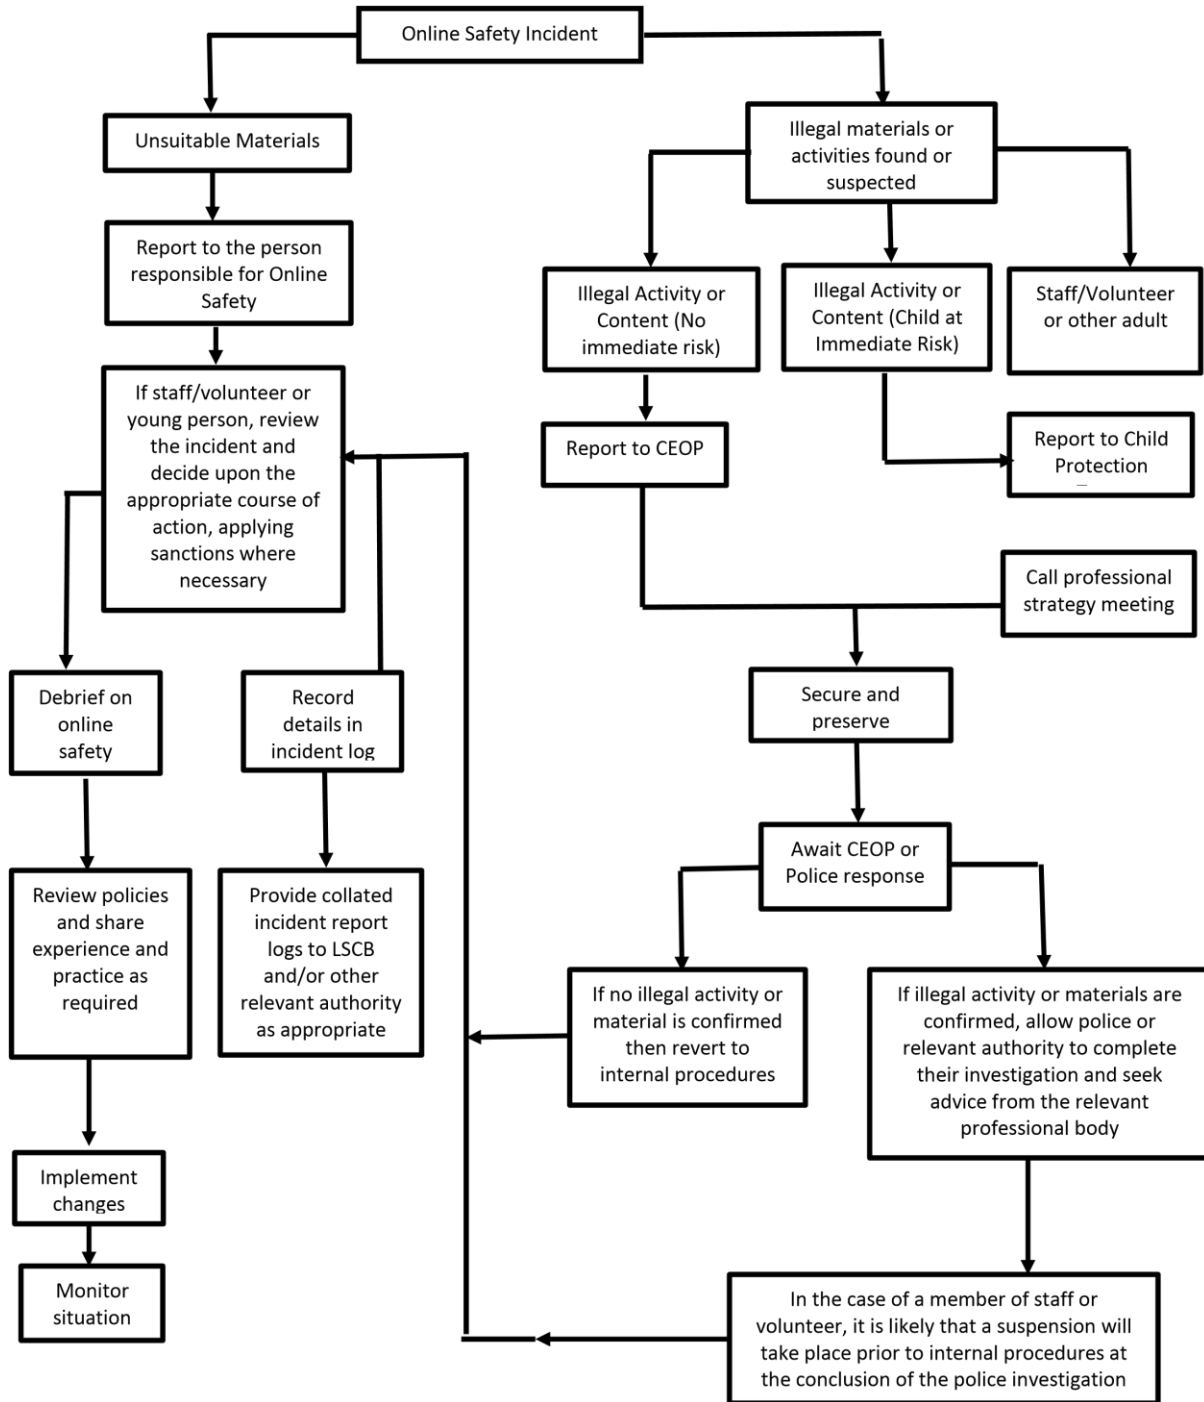 Online Safety Incident
Unsuitable Materials
Illegal materials or
activities found or
suspected
Report to the person
responsible for Online
Safety
Illegal Activity or
Content (No
immediate risk)
Illegal Activity or
Content (Child at
Immediate Risk)
Staff/Volunteer
or other adult
If staff/volunteer or
young person, review
the incident and
decide upon the
appropriate course of
action, applying
sanctions where
necessary
Report to CEOP
Report to Child
Protection
Call professional
strategy meeting
Debrief on
online
safety
Record
details in
incident log
Secure and
preserve
Await CEOP or
Police response
Review policies
and share
experience and
practice as
required
Provide collated
incident report
logs to LSCB
and/or other
relevant authority
as appropriate
If no illegal activity or
material is confirmed
then revert to
internal procedures
If illegal activity or materials are
confirmed, allow police or
relevant authority to complete
their investigation and seek
advice from the relevant
professional body
Implement
changes
Monitor
situation
In the case of a member of staff or
volunteer, it is likely that a suspension will
take place prior to internal procedures at
the conclusion of the police investigation